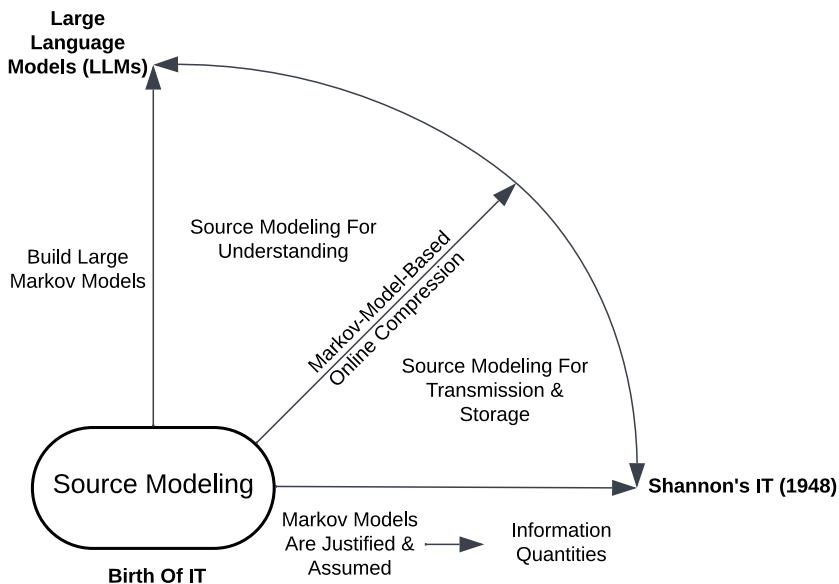 Large
Language
Models (LLMs)
Source Modeling For
Understanding
Build Large
Markov Models
Markov-Model-Based
Online Compression
Source Modeling For
Transmission &
Storage
Source Modeling
Shannon's IT (1948)
Markov Models
Are Justified &
Assumed
Information
Quantities
Birth Of IT